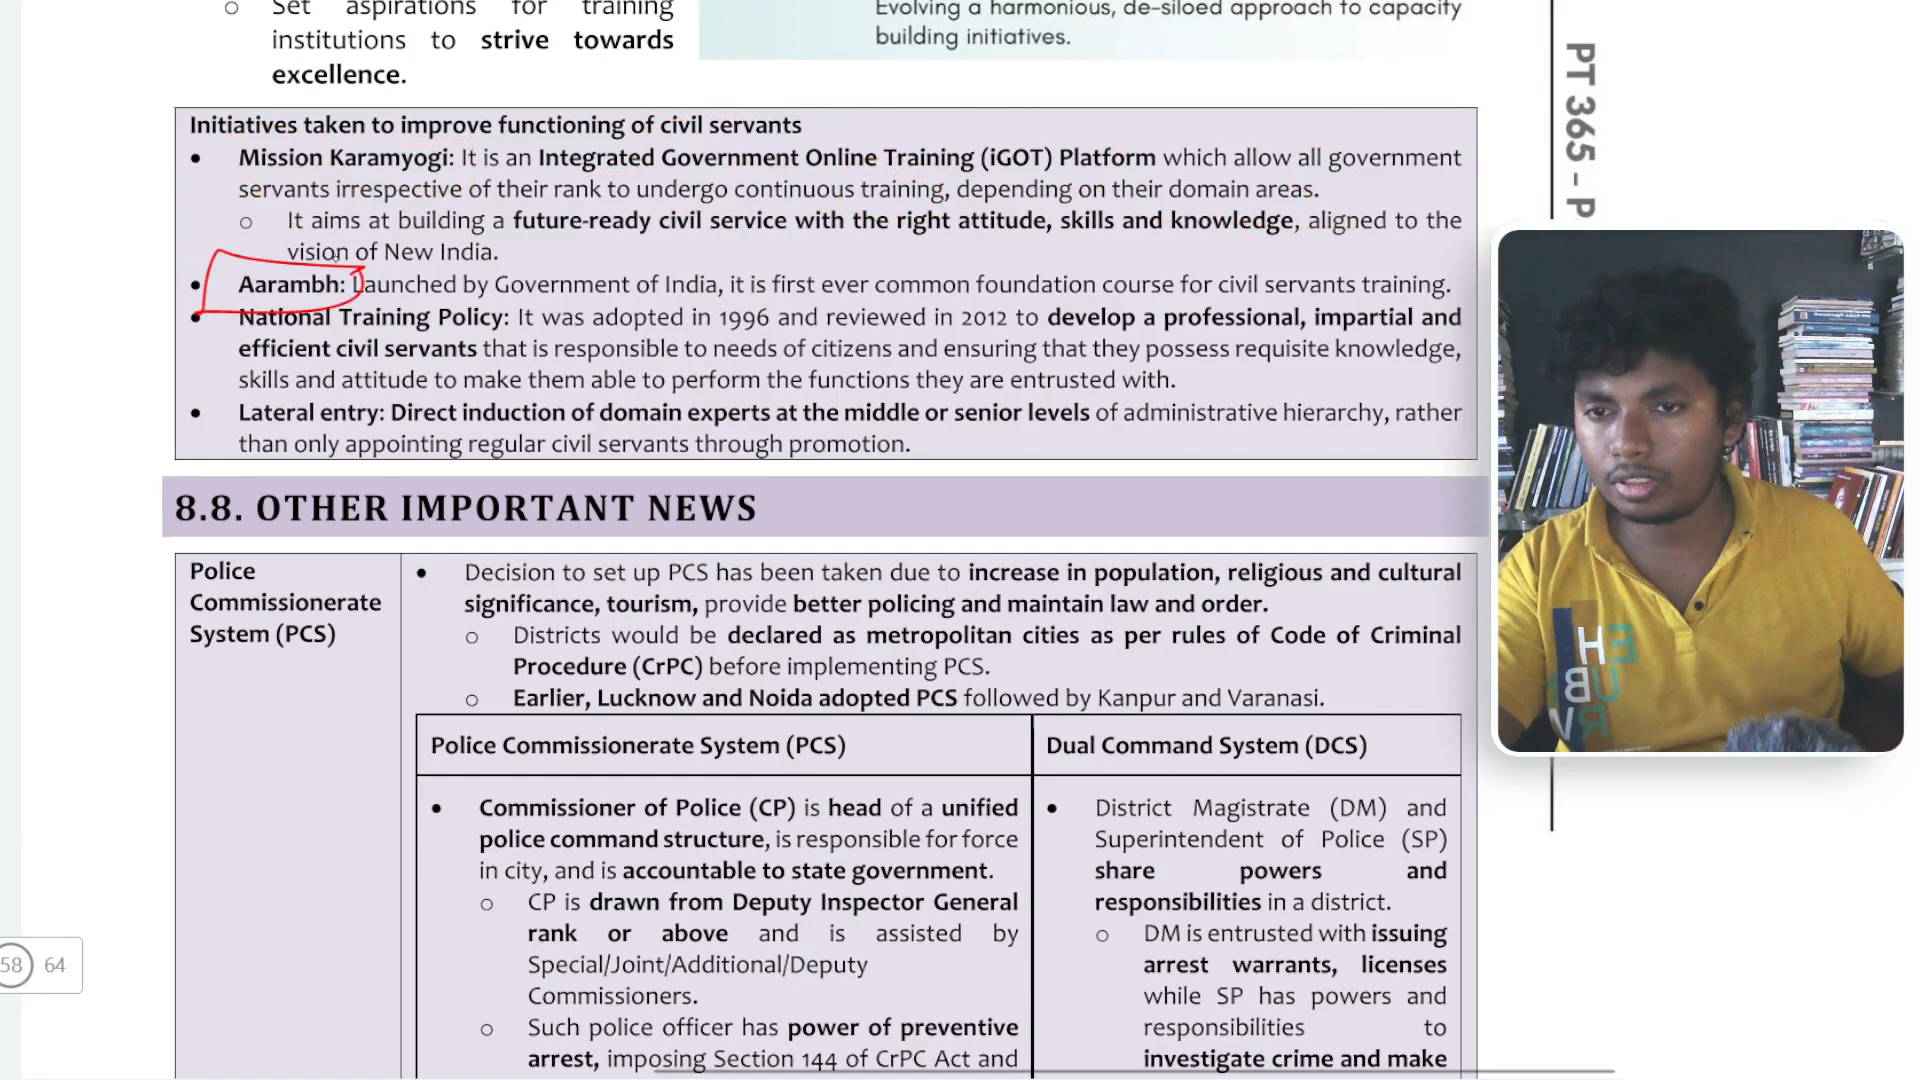 Set aspirations for training
institutions to strive towards
excellence.
Evolving a harmonious, de-siloed approach to capacity
building initiatives.
PT 365 - P
Initiatives taken to improve functioning of civil servants
• Mission Karamyogi: It is an Integrated Government Online Training (iGOT) Platform which allow all government
servants irrespective of their rank to undergo continuous training, depending on their domain areas.
o It aims at building a future-ready civil service with the right attitude, skills and knowledge, aligned to the
vision of New India.
• Aarambh: Launched by Government of India, it is first ever common foundation course for civil servants training.
• National Training Policy: It was adopted in 1996 and reviewed in 2012 to develop a professional, impartial and
efficient civil servants that is responsible to needs of citizens and ensuring that they possess requisite knowledge,
skills and attitude to make them able to perform the functions they are entrusted with.
• Lateral entry: Direct induction of domain experts at the middle or senior levels of administrative hierarchy, rather
than only appointing regular civil servants through promotion.
8.8. OTHER IMPORTANT NEWS
Police
Commissionerate
System (PCS)
• Decision to set up PCS has been taken due to increase in population, religious and cultural
significance, tourism, provide better policing and maintain law and order.
o Districts would be declared as metropolitan cities as per rules of Code of Criminal
Procedure (CrPC) before implementing PCS.
o Earlier, Lucknow and Noida adopted PCS followed by Kanpur and Varanasi.
Police Commissionerate System (PCS)
• Commissioner of Police (CP) is head of a unified
police command structure, is responsible for force
in city, and is accountable to state government.
o CP is drawn from Deputy Inspector General
rank or above and is assisted by
Special/Joint/Additional/Deputy
Commissioners.
o Such police officer has power of preventive
arrest, imposing Section 144 of CrPC Act and
Dual Command System (DCS)
• District Magistrate (DM) and
Superintendent of Police (SP)
share powers and
responsibilities in a district.
o DM is entrusted with issuing
arrest warrants, licenses
while SP has powers and
responsibilities to
investigate crime and make
58 64